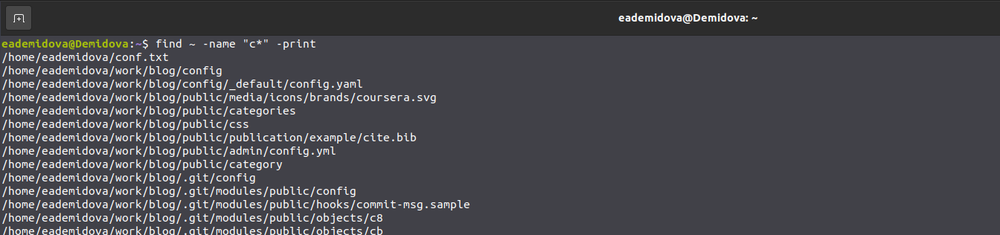 eademidova@Demidova: ~
eademidova@Demidova:~$ find ~ -name "c*" -print
/home/eademidova/conf.txt
/home/eademidova/work/blog/config
/home/eademidova/work/blog/config/_default/config.yaml
/home/eademidova/work/blog/public/media/icons/brands/coursera.svg
/home/eademidova/work/blog/public/categories
/home/eademidova/work/blog/public/css
/home/eademidova/work/blog/public/publication/example/cite.bib
/home/eademidova/work/blog/public/admin/config.yml
/home/eademidova/work/blog/public/category
/home/eademidova/work/blog/.git/config
/home/eademidova/work/blog/.git/modules/public/config
/home/eademidova/work/blog/.git/modules/public/hooks/commit-msg.sample
/home/eademidova/work/blog/.git/modules/public/objects/c8
/home/eademidova/work/blog/.git/modules/public/objects/cb